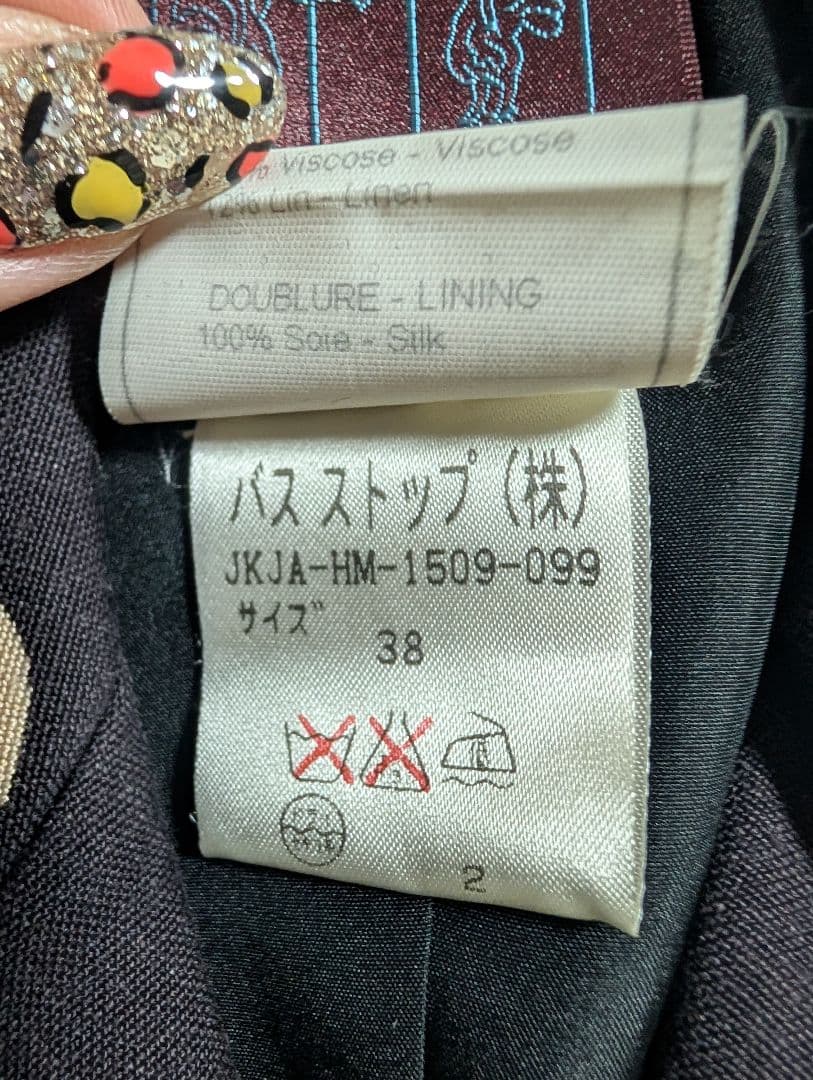 Viscose - Viscose
12% Lin - Linen
DOUBLURE - LINING
100% Soie - Silk
バス ストップ (株)
JKJA-HM-1509-099
サイズ
38
2